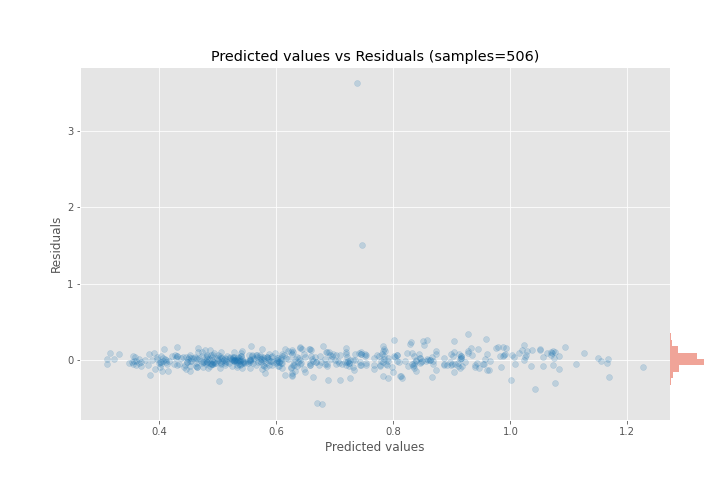 Predicted values vs Residuals (samples=506)
3
2
1
0
Residuals
0.4 0.6 0.8 1.0 1.2
Predicted values